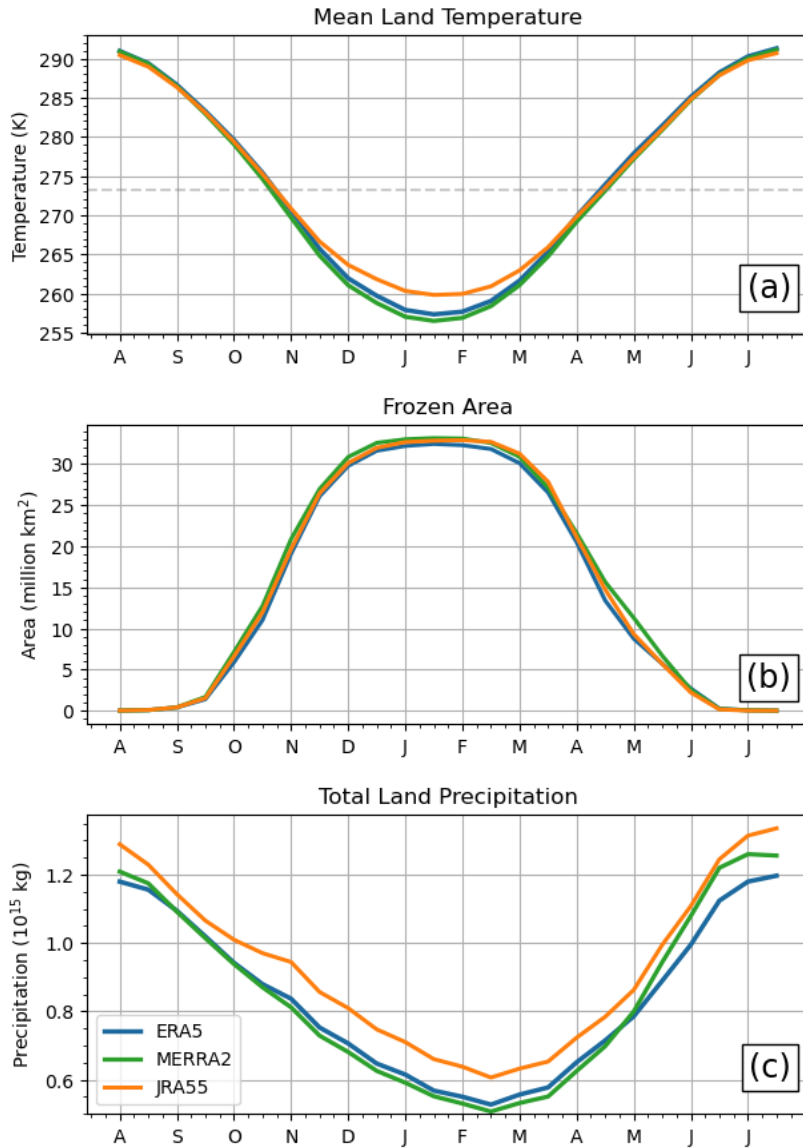 Mean Land Temperature
Temperature (K)
290
285
280
275
270
265
260
255
(a)
A S O N D J F M A M J J
Frozen Area
Area (million km²)
30
25
20
15
10
5
0
(b)
A S O N D J F M A M J J
Total Land Precipitation
Precipitation (10¹⁵ kg)
1.2
1.0
0.8
0.6
ERA5
MERRA2
JRA55
(c)
A S O N D J F M A M J J